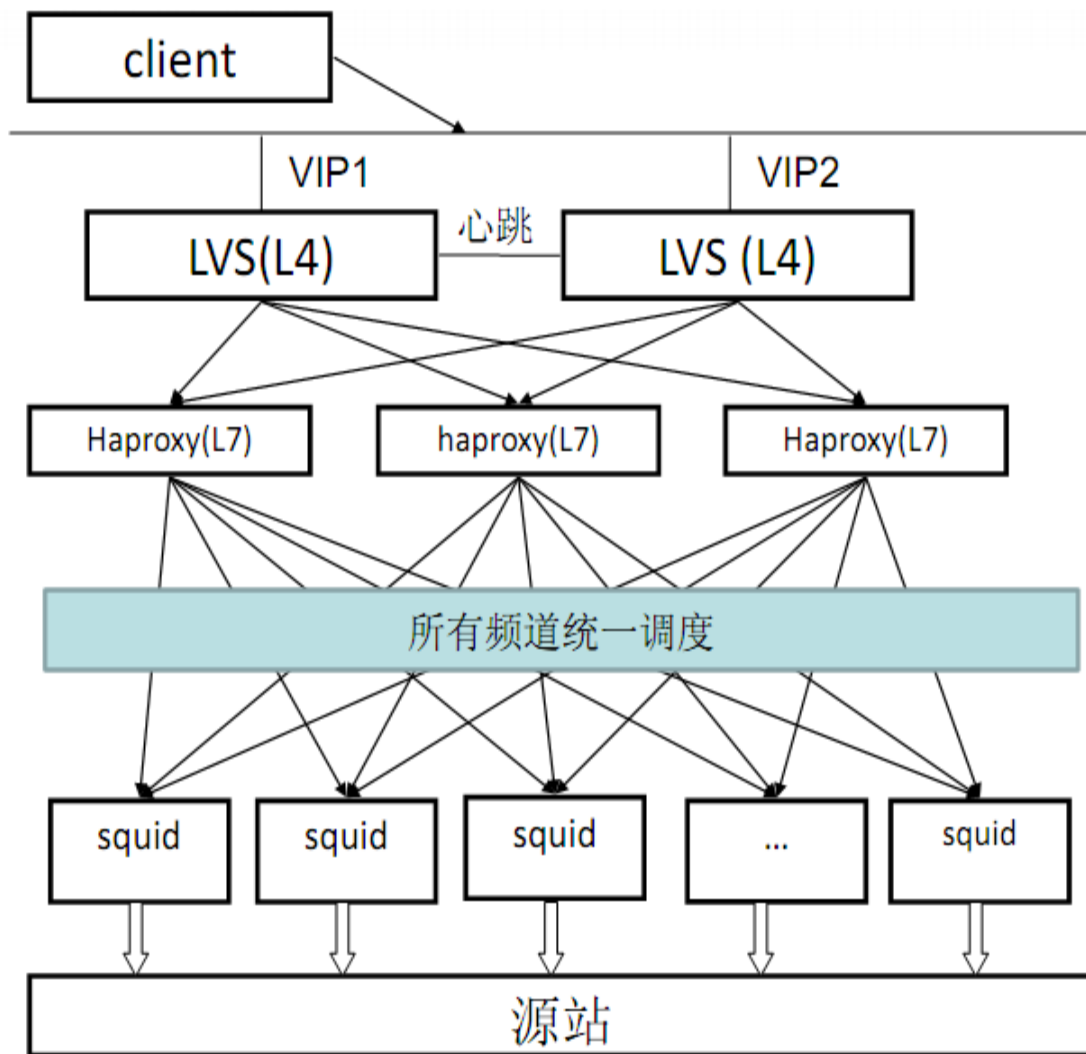 client
VIP1
VIP2
心跳
LVS(L4)
LVS (L4)
Haproxy(L7)
haproxy(L7)
Haproxy(L7)
所有频道统一调度
squid
squid
squid
...
squid
源站